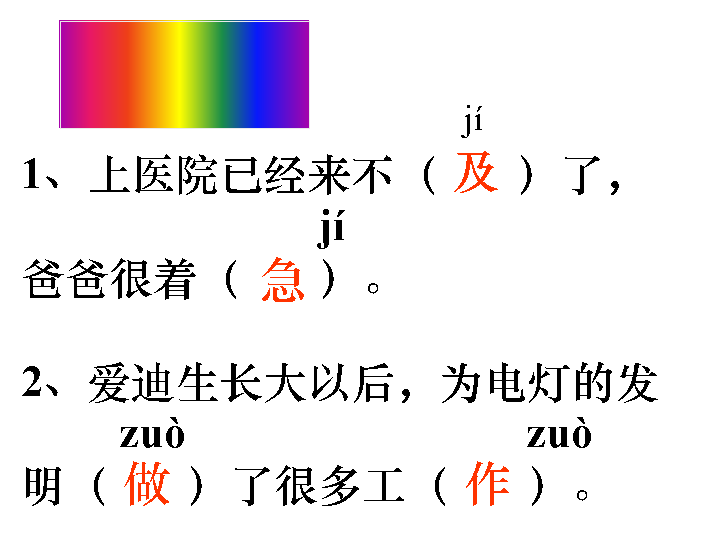 jí
1、上医院已经来不（及）了，
jí
爸爸很着（急）。
2、爱迪生长大以后，为电灯的发
zuò zuò
明（做）了很多工（作）。